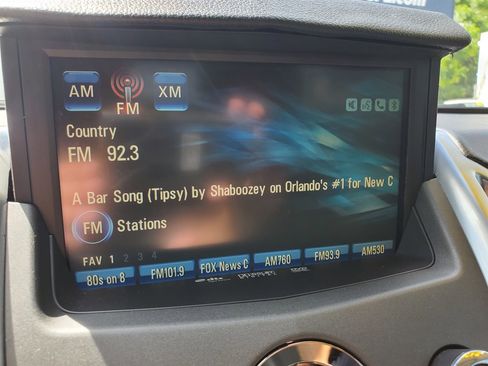 AM FM XM
Country
FM 92.3
A Bar Song (Tipsy) by Shaboozey on Orlando's #1 for New C
FM Stations
FAV 1 2 3 4
80s on 8 FM101.9 FOX News C AM760 FM93.9 AM530